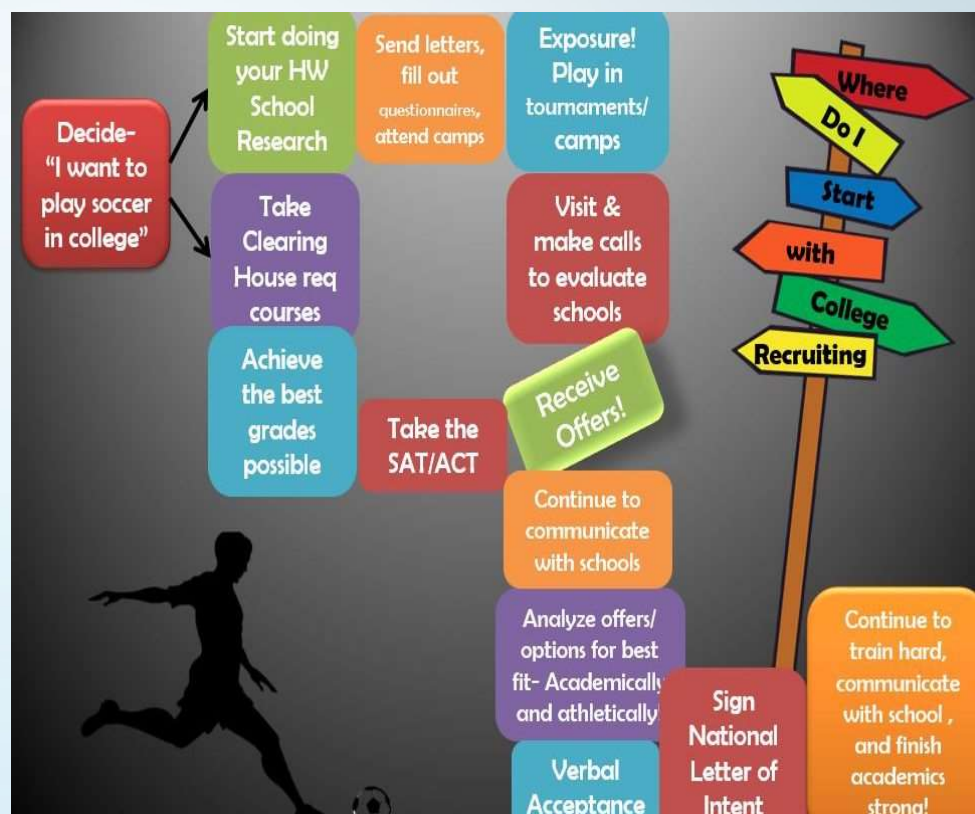 Decide-
“I want to
play soccer
in college”
Start doing
your HW
School
Research
Send letters,
fill out
questionnaires,
attend camps
Exposure!
Play in
tournaments/
camps
Take
Clearing
House req
courses
Visit &
make calls
to evaluate
schools
Achieve
the best
grades
possible
Take the
SAT/ACT
Receive
Offers!
Continue to
communicate
with schools
Analyze offers/
options for best
fit- Academically
and athletically!
Verbal
Acceptance
Sign
National
Letter of
Intent
Continue to
train hard,
communicate
with school ,
and finish
academics
strong!
Where
Do I
Start
with
College
Recruiting